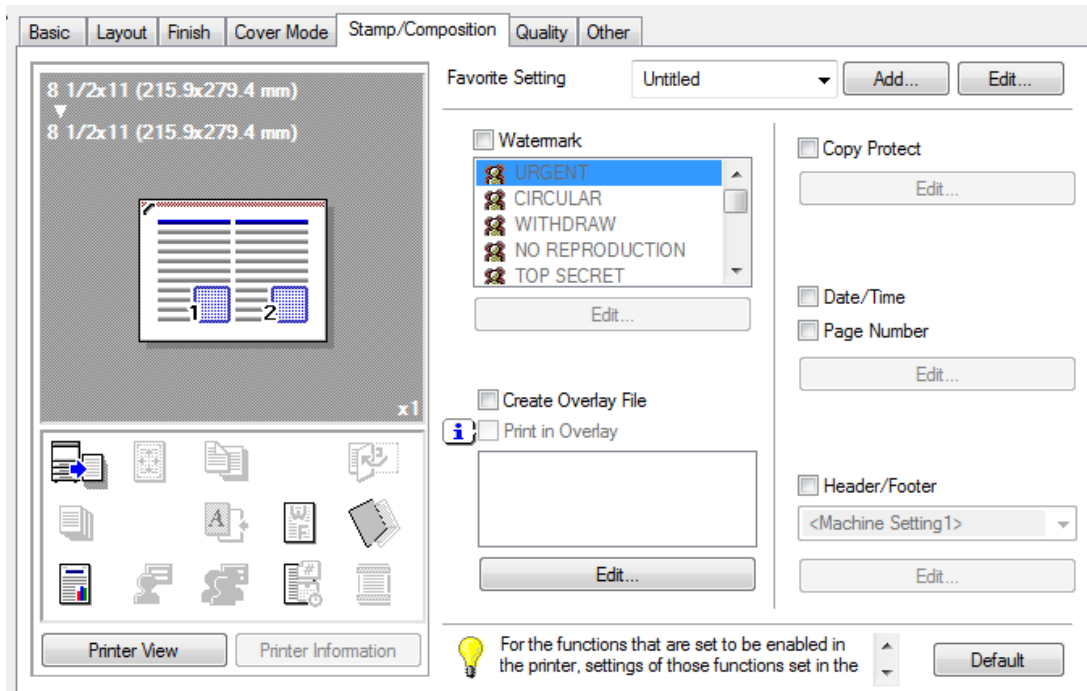 Basic
Layout
Finish
Cover Mode
Stamp/Composition
Quality
Other
8 1/2x11 (215.9x279.4 mm)
8 1/2x11 (215.9x279.4 mm)
1
2
x1
Printer View
Printer Information
Favorite Setting
Untitled
Add...
Edit...
Watermark
URGENT
CIRCULAR
WITHDRAW
NO REPRODUCTION
TOP SECRET
Edit...
Create Overlay File
Print in Overlay
Edit...
Copy Protect
Edit...
Date/Time
Page Number
Edit...
Header/Footer
<Machine Setting1>
Edit...
For the functions that are set to be enabled in
the printer, settings of those functions set in the
Default